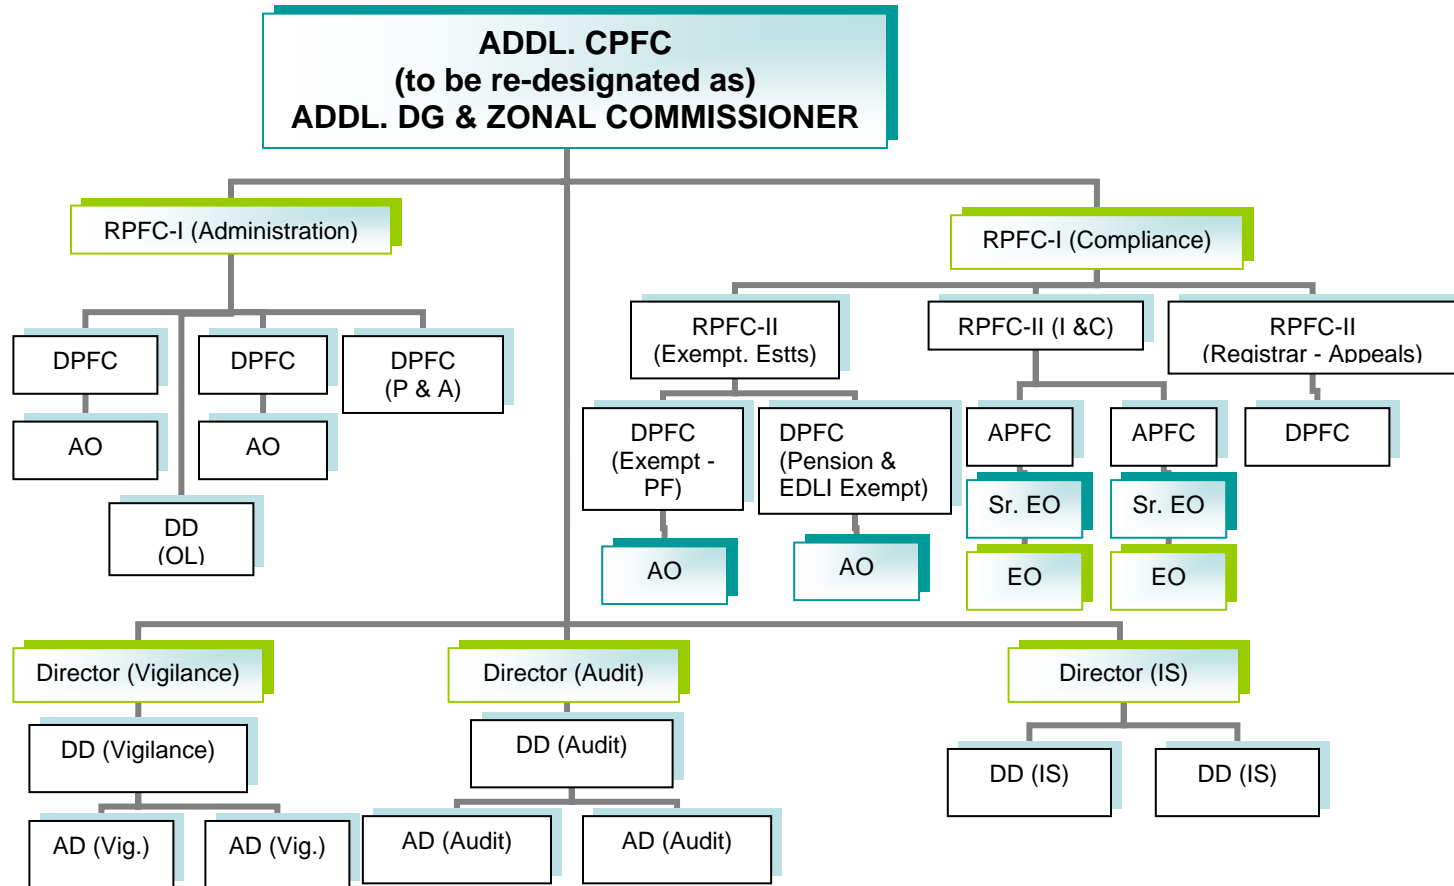 ADDL. CPFC
(to be re-designated as)
ADDL. DG & ZONAL COMMISSIONER
RPFC-I (Administration)
RPFC-I (Compliance)
DPFC
DPFC
DPFC
(P & A)
AO
AO
DD
(OL)
RPFC-II
(Exempt. Estts)
RPFC-II (I &C)
RPFC-II
(Registrar - Appeals)
DPFC
(Exempt -
PF)
DPFC
(Pension &
EDLI Exempt)
APFC
APFC
DPFC
Sr. EO
Sr. EO
AO
AO
EO
EO
Director (Vigilance)
Director (Audit)
Director (IS)
DD (Vigilance)
DD (Audit)
DD (IS)
DD (IS)
AD (Vig.)
AD (Vig.)
AD (Audit)
AD (Audit)